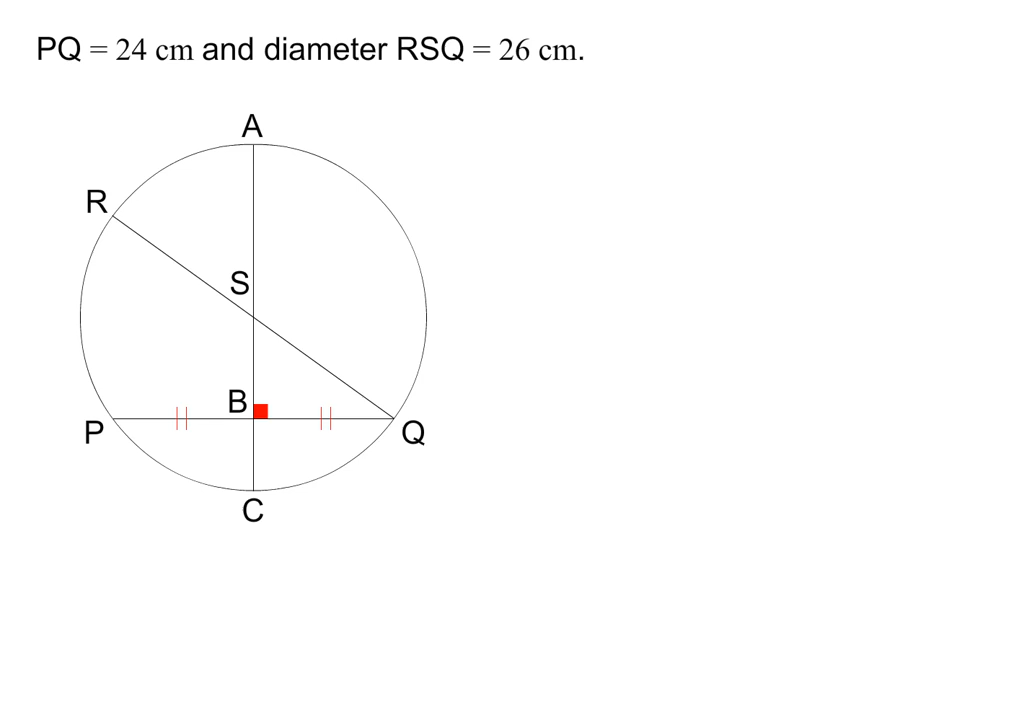 PQ = 24 cm and diameter RSQ = 26 cm.
A
R
S
B
P
Q
C